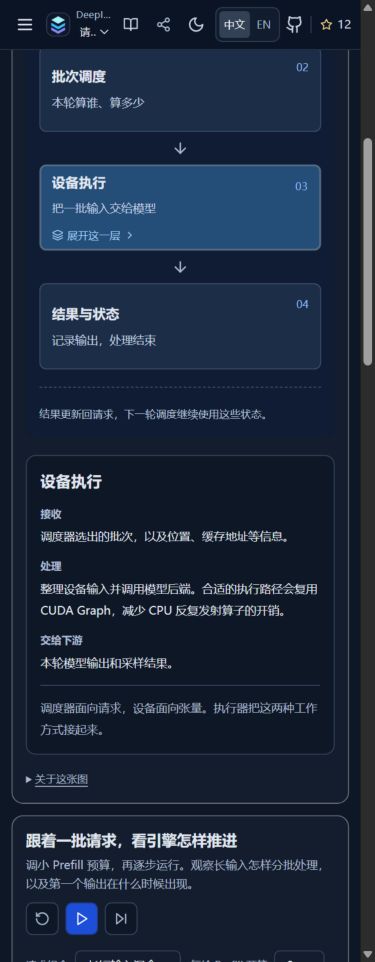 Deepl...
请..
中文
EN
12
02
批次调度
本轮算谁、算多少
设备执行
03
把一批输入交给模型
展开这一层
04
结果与状态
记录输出，处理结束
结果更新回请求，下一轮调度继续使用这些状态。
设备执行
接收
调度器选出的批次，以及位置、缓存地址等信息。
处理
整理设备输入并调用模型后端。合适的执行路径会复用
CUDA Graph，减少 CPU 反复发射算子的开销。
交给下游
本轮模型输出和采样结果。
调度器面向请求，设备面向张量。执行器把这两种工作
方式接起来。
关于这张图
跟着一批请求，看引擎怎样推进
调小 Prefill 预算，再逐步运行。观察长输入怎样分批处理，
以及第一个输出在什么时候出现。